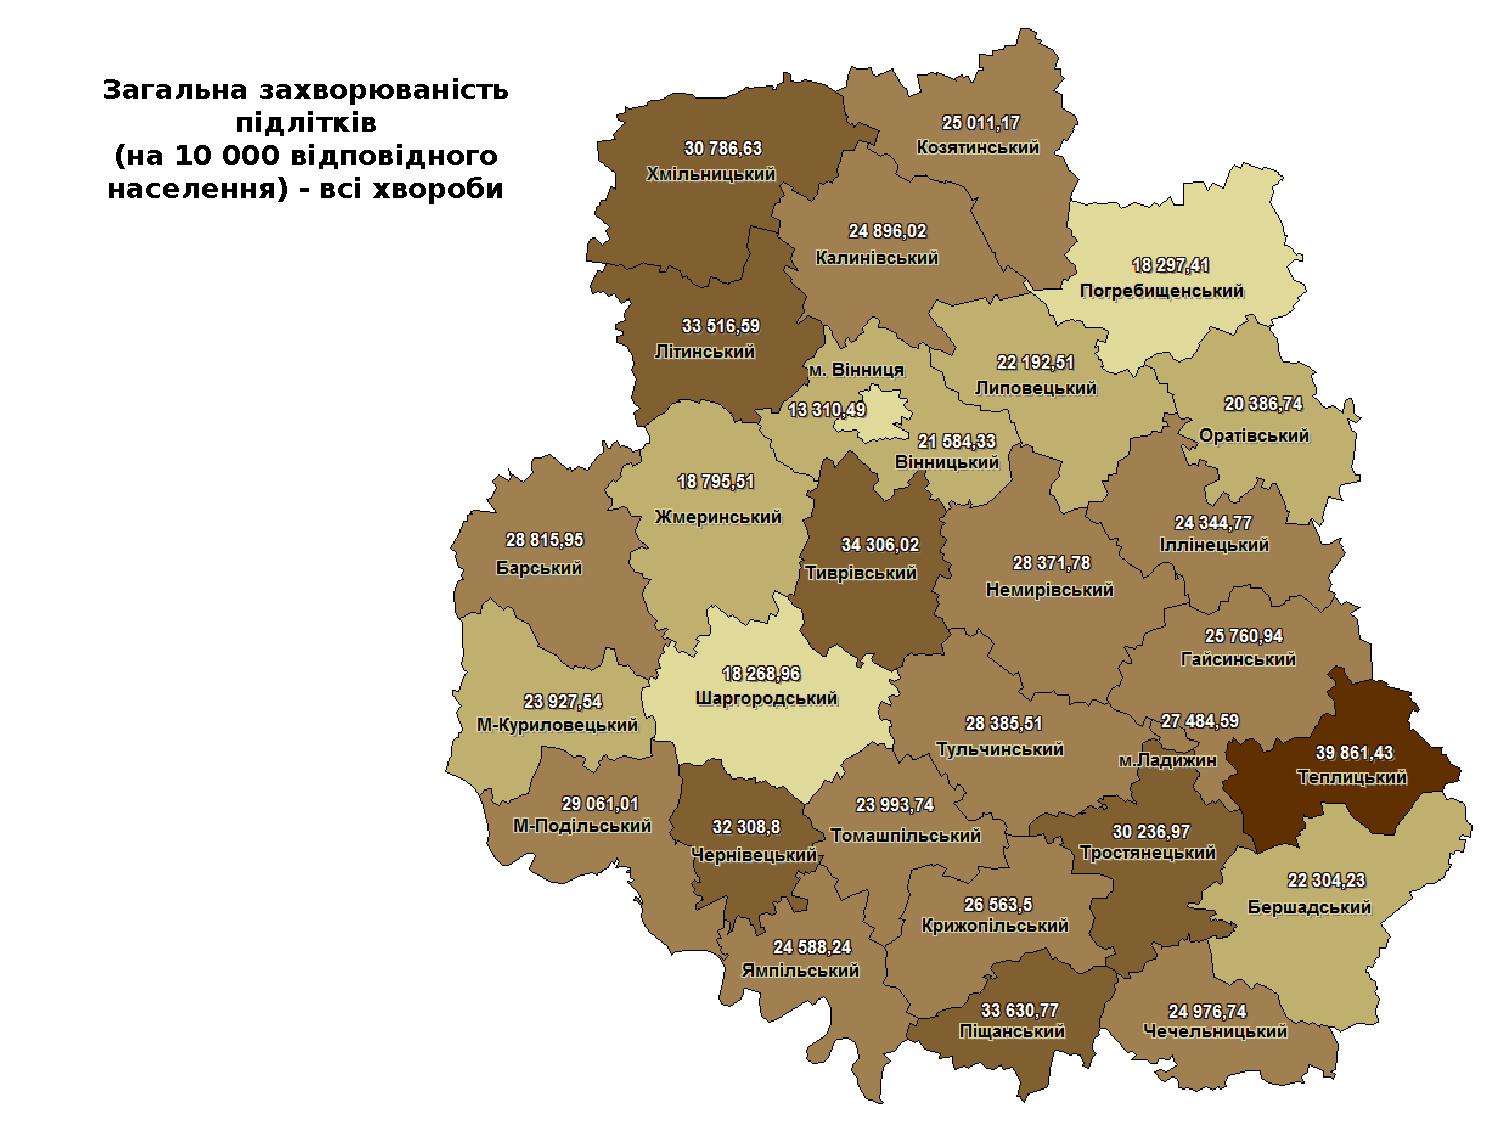 Загальна захворюваність
підлітків
(на 10 000 відповідного
населення) - всі хвороби
25 011,17
Козятинський
30 786,63
Хмільницький
24 896,02
Калинівський
18 297,41
Погребищенський
33 516,59
Літинський
м. Вінниця
13 310,49
22 192,51
Липовецький
20 386,74
Оратівський
21 584,33
Вінницький
18 795,51
Жмеринський
28 815,95
Барський
34 306,02
Тиврівський
28 371,78
Немирівський
24 344,77
Іллінецький
25 760,94
Гайсинський
18 268,96
Шаргородський
23 927,54
М-Куриловецький
28 385,51
Тульчинський
27 484,59
м.Ладижин
39 861,43
Теплицький
29 061,01
М-Подільський
32 308,8
Чернівецький
23 993,74
Томашпільський
30 236,97
Тростянецький
22 304,23
Бершадський
26 563,5
Крижопільський
24 588,24
Ямпільський
33 630,77
Піщанський
24 976,74
Чечельницький